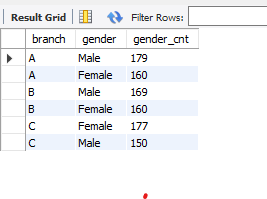 Result Grid Filter Rows:
branch gender gender_cnt
A Male 179
A Female 160
B Male 169
B Female 160
C Female 177
C Male 150